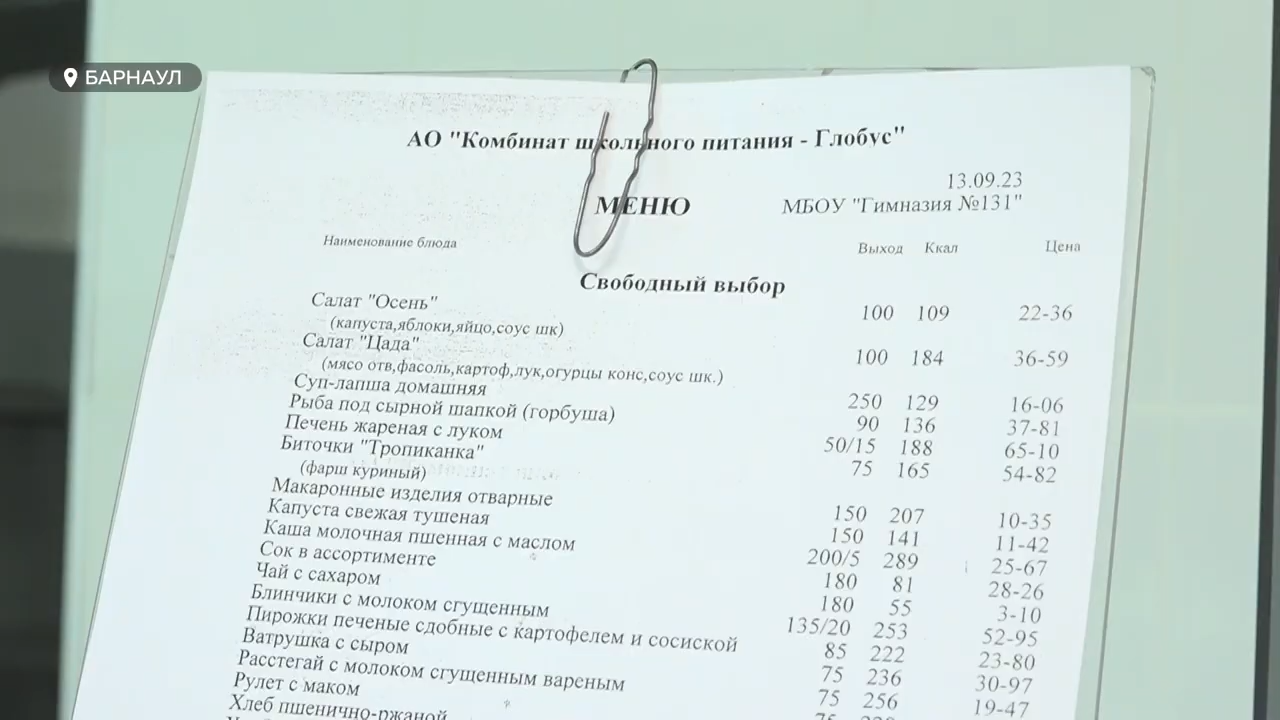 БАРНАУЛ
АО "Комбинат школьного питания - Глобус"
13.09.23
МЕНЮ МБОУ "Гимназия №131"
Наименование блюда Выход Ккал Цена
Свободный выбор
Салат "Осень" 100 109 22-36
(капуста,яблоки,яйцо,соус шк)
Салат "Цада" 100 184 36-59
(мясо отв,фасоль,картоф,лук,огурцы конс,соус шк.)
Суп-лапша домашняя 250 129 16-06
Рыба под сырной шапкой (горбуша) 90 136 37-81
Печень жареная с луком 50/15 188 65-10
Биточки "Тропиканка" 75 165 54-82
(фарш куриный)
Макаронные изделия отварные 150 207 10-35
Капуста свежая тушеная 150 141 11-42
Каша молочная пшенная с маслом 200/5 289 25-67
Сок в ассортименте 180 81 28-26
Чай с сахаром 180 55 3-10
Блинчики с молоком сгущенным 135/20 253 52-95
Пирожки печеные сдобные с картофелем и сосиской 85 222 23-80
Ватрушка с сыром 75 236 30-97
Расстегай с молоком сгущенным вареным 75 256 19-47
Рулет с маком
Хлеб пшенично-ржаной